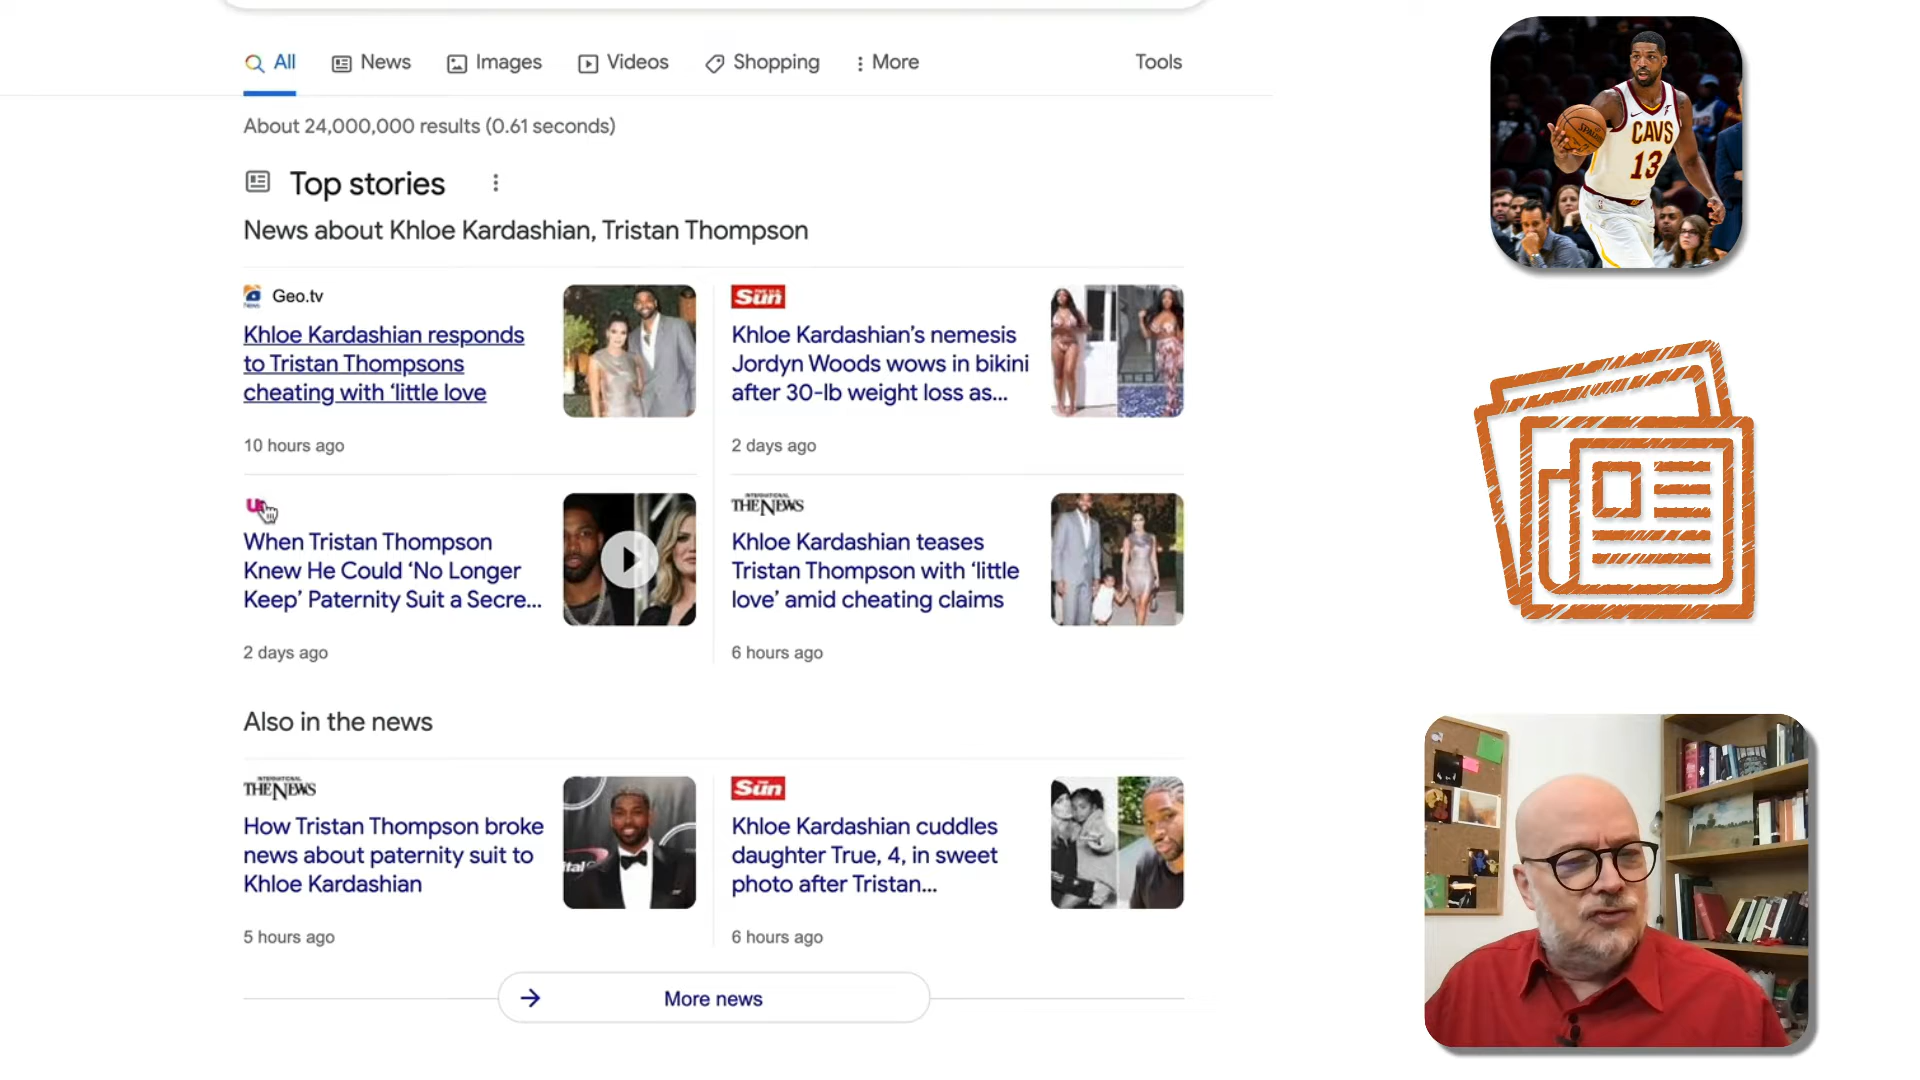 All News Images Videos Shopping More Tools
About 24,000,000 results (0.61 seconds)
Top stories
News about Khloe Kardashian, Tristan Thompson
Geo.tv
Khloe Kardashian responds
to Tristan Thompsons
cheating with ‘little love
10 hours ago
THE U.S. Sun
Khloe Kardashian’s nemesis
Jordyn Woods wows in bikini
after 30-lb weight loss as...
2 days ago
Us
When Tristan Thompson
Knew He Could ‘No Longer
Keep’ Paternity Suit a Secre...
2 days ago
INTERNATIONAL
THE NEWS
Khloe Kardashian teases
Tristan Thompson with ‘little
love’ amid cheating claims
6 hours ago
Also in the news
INTERNATIONAL
THE NEWS
How Tristan Thompson broke
news about paternity suit to
Khloe Kardashian
5 hours ago
THE U.S. Sun
Khloe Kardashian cuddles
daughter True, 4, in sweet
photo after Tristan...
6 hours ago
More news
CAVS
13
SPALDING